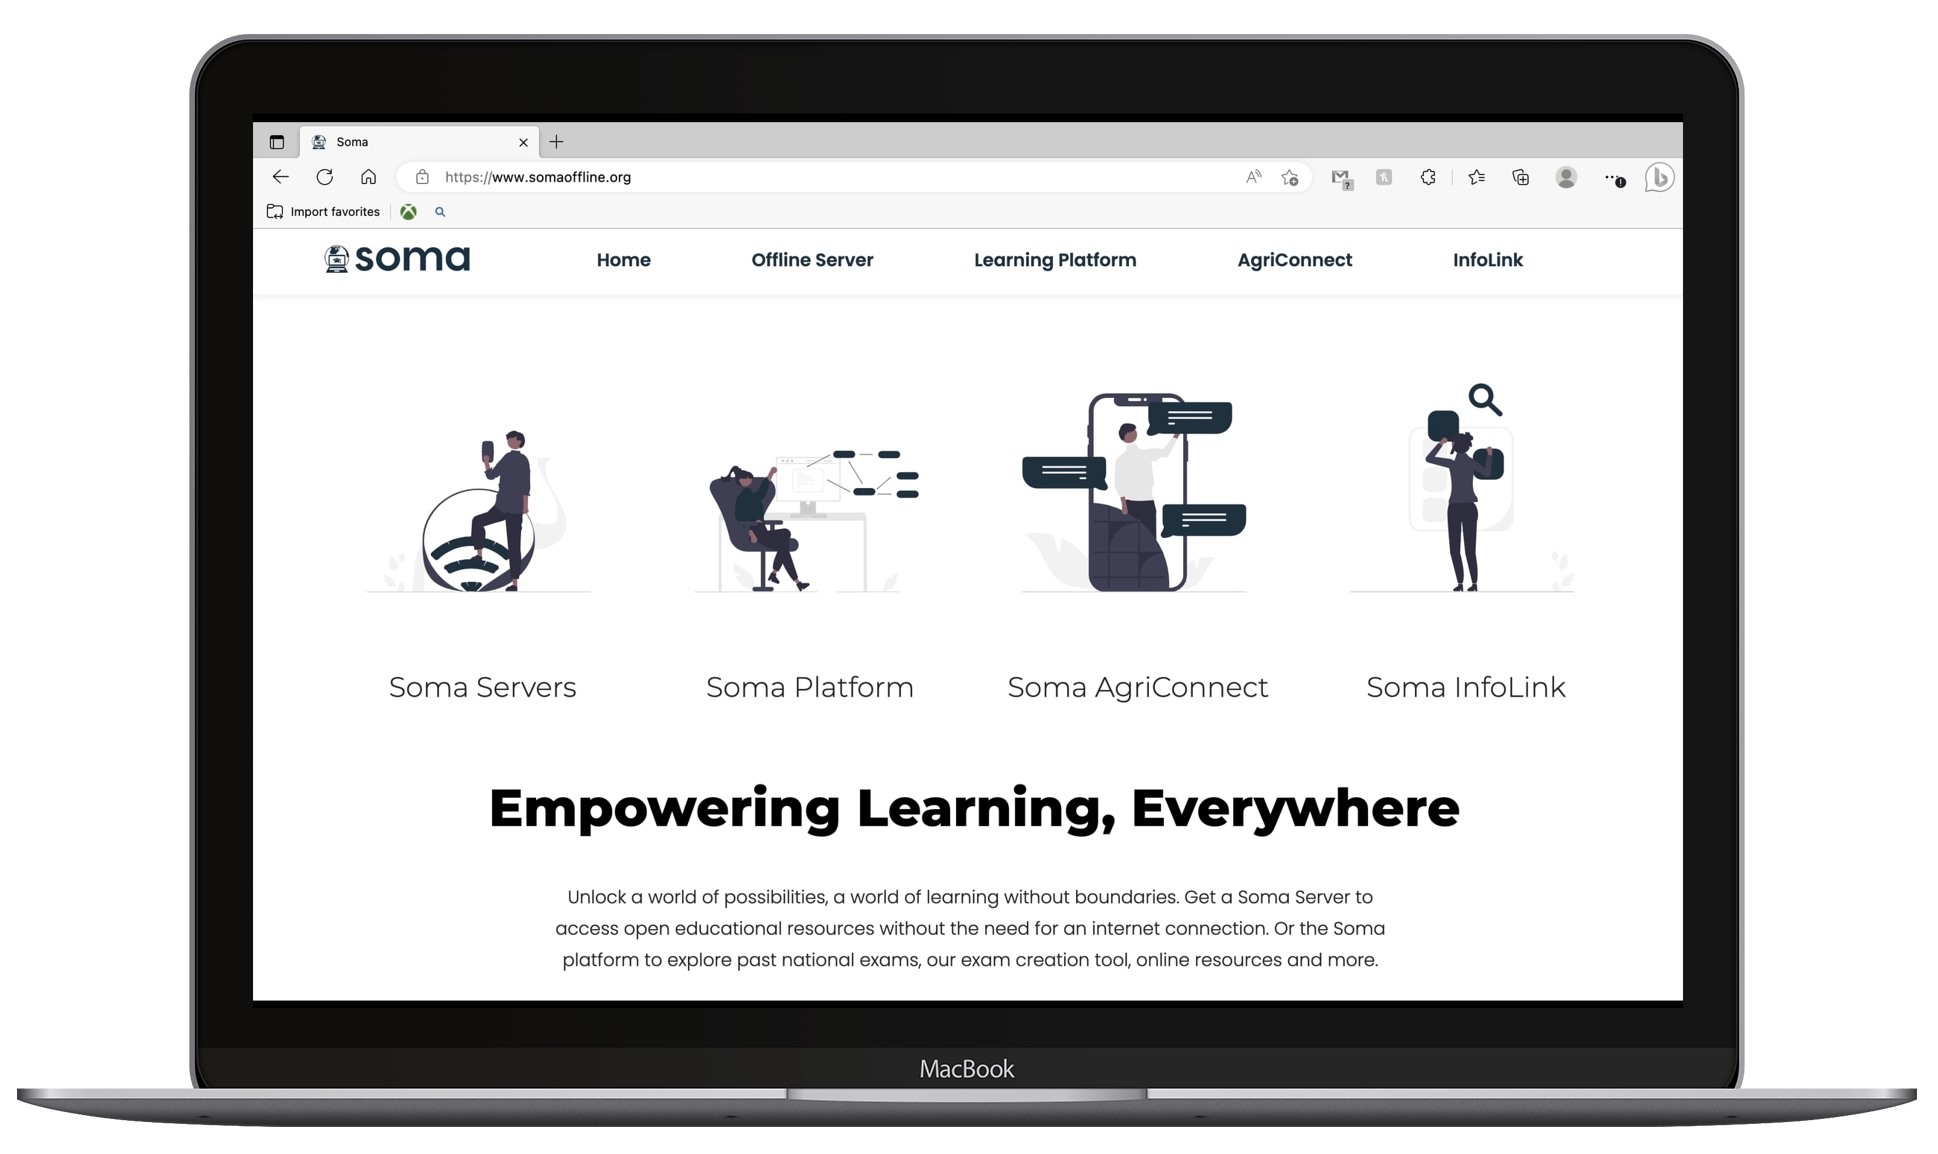 Soma
https://www.somaoffline.org
Import favorites
soma
Home
Offline Server
Learning Platform
AgriConnect
InfoLink
Soma Servers
Soma Platform
Soma AgriConnect
Soma InfoLink
Empowering Learning, Everywhere
Unlock a world of possibilities, a world of learning without boundaries. Get a Soma Server to
access open educational resources without the need for an internet connection. Or the Soma
platform to explore past national exams, our exam creation tool, online resources and more.
MacBook